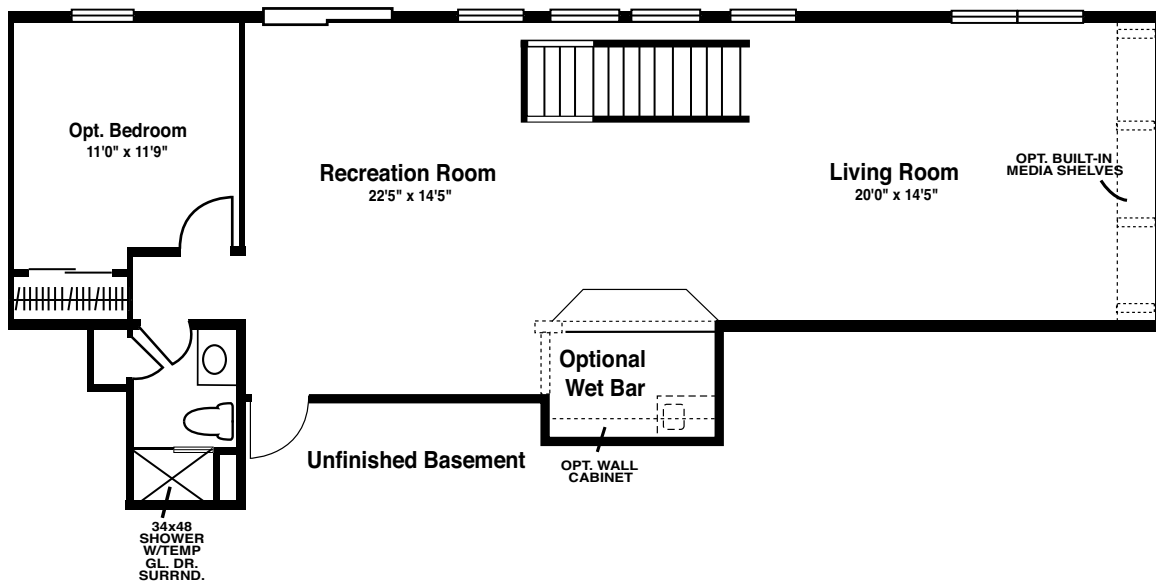 Opt. Bedroom
11'0" x 11'9"
Recreation Room
22'5" x 14'5"
Living Room
20'0" x 14'5"
OPT. BUILT-IN
MEDIA SHELVES
Optional
Wet Bar
Unfinished Basement
OPT. WALL
CABINET
34x48
SHOWER
W/TEMP
GL. DR.
SURRND.